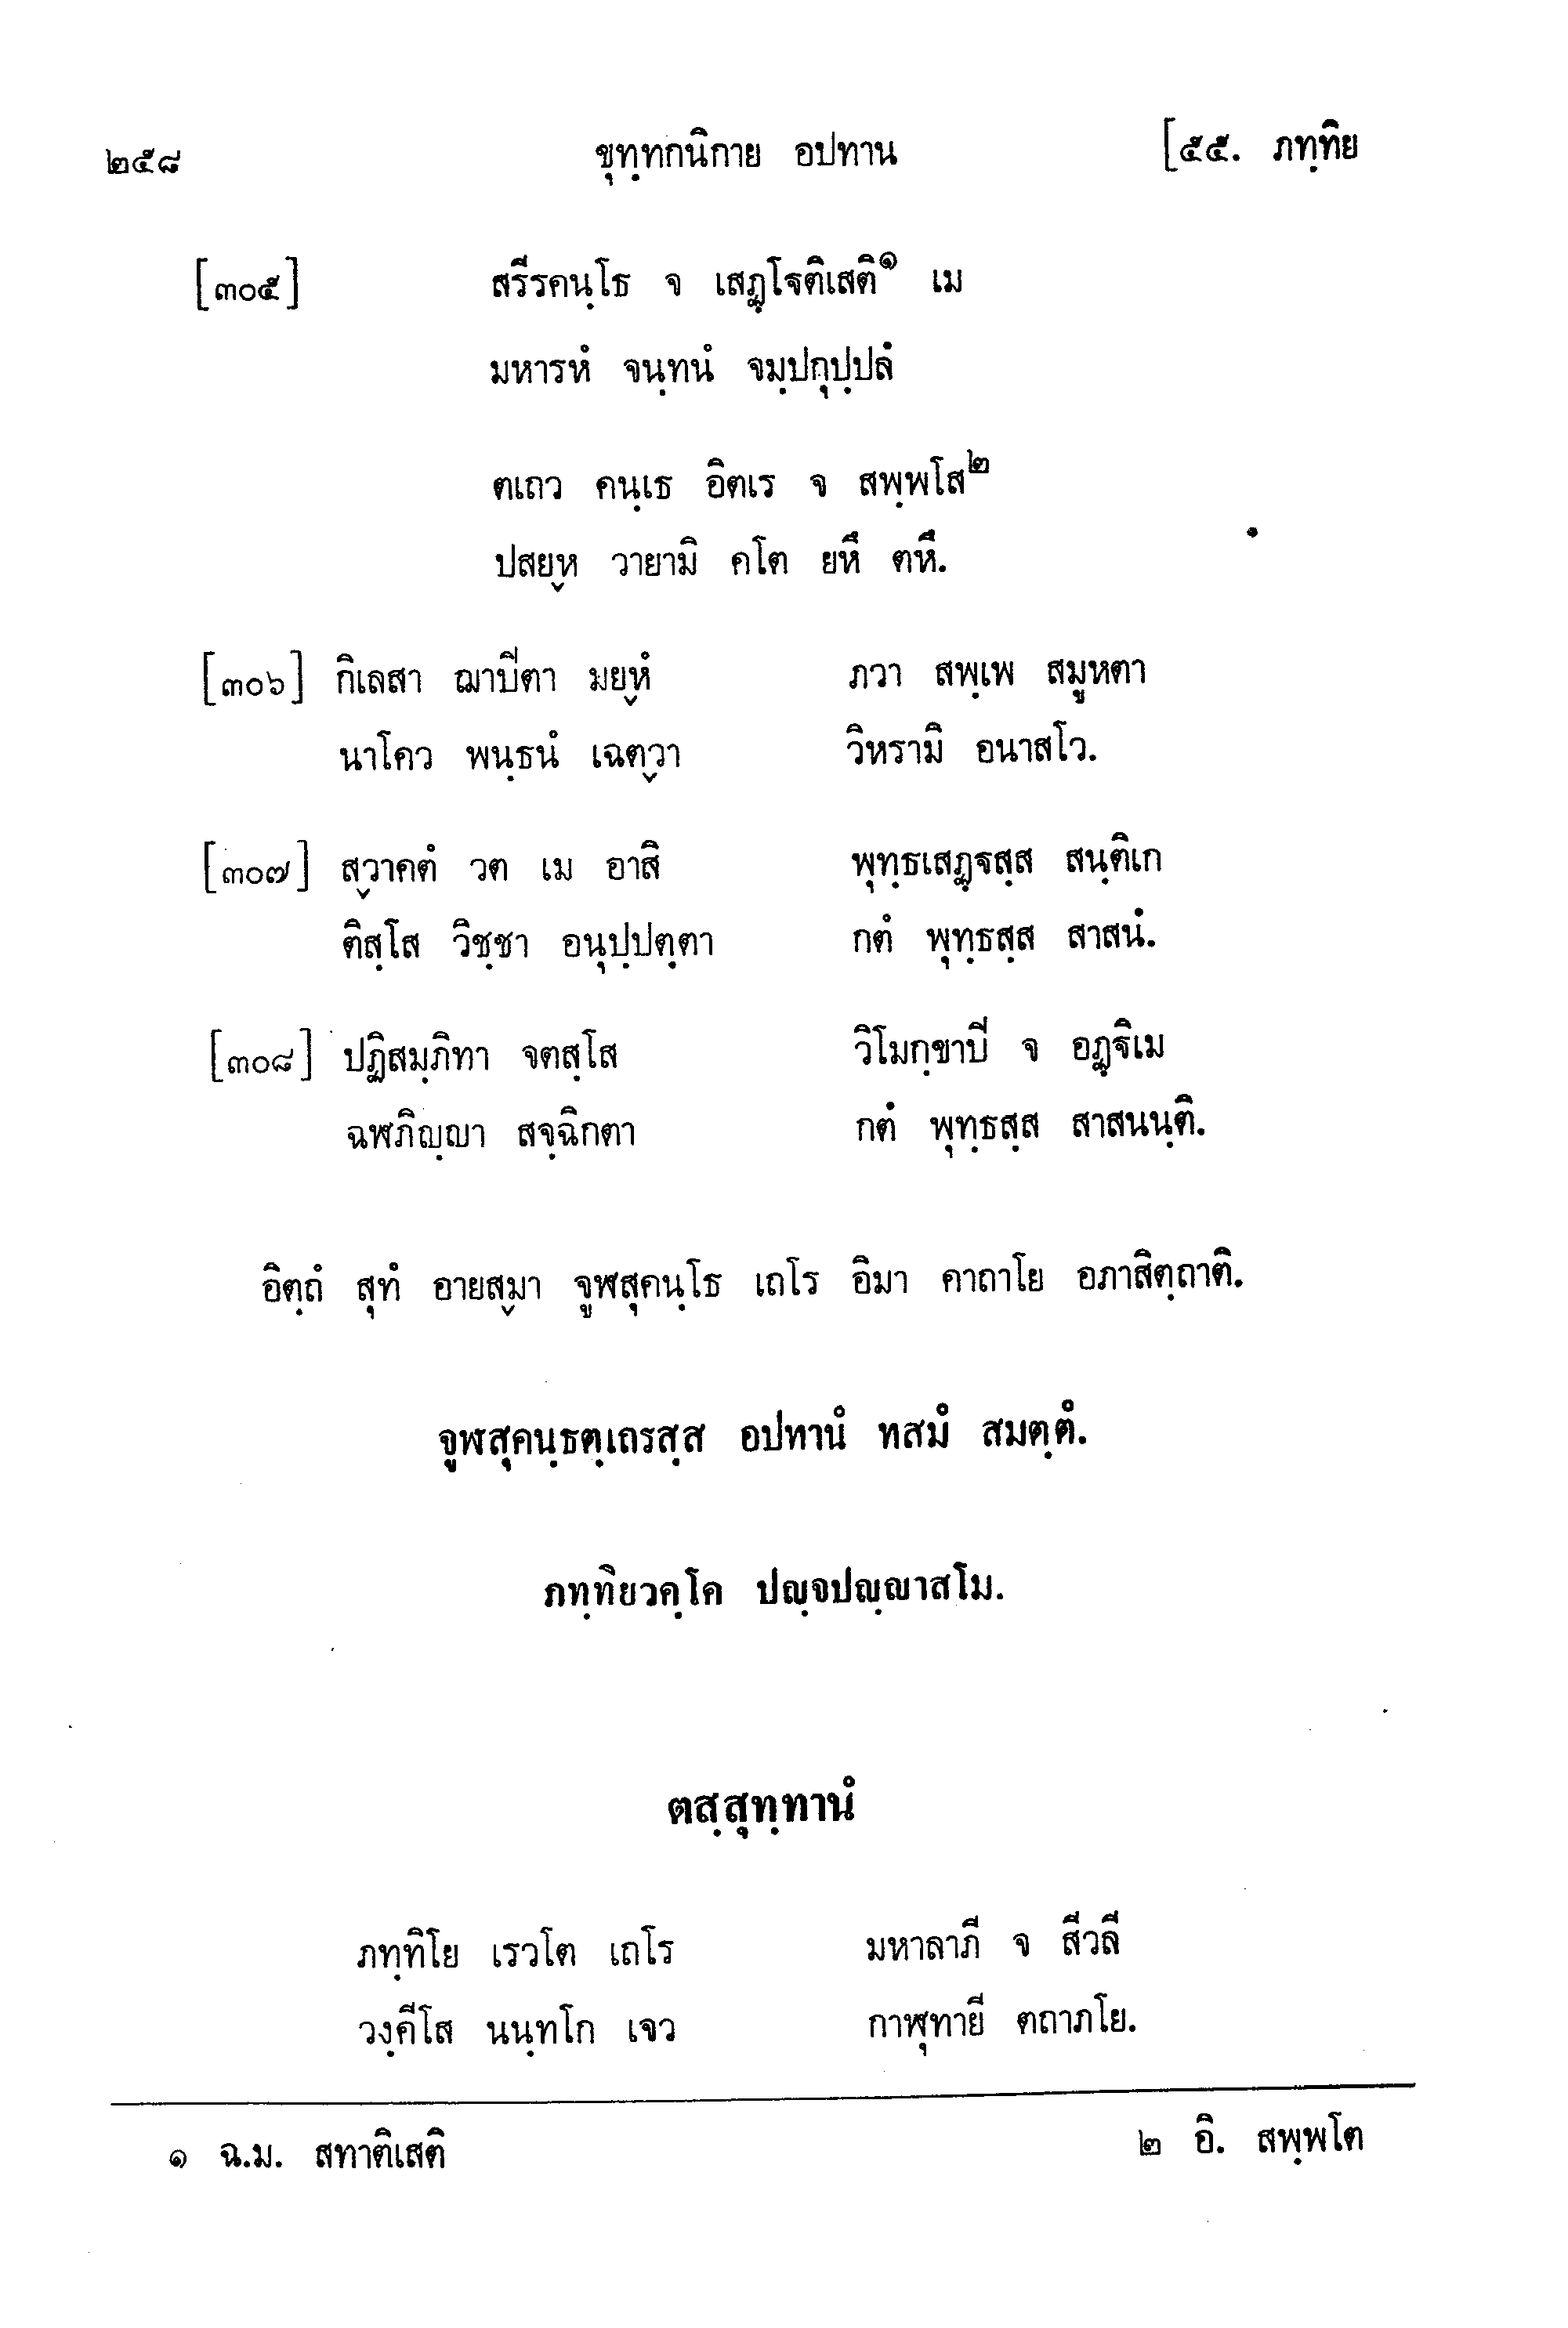 ๒๕๘ ขุทฺทกนิกาย อปทาน [๕๕. ภทฺทิย
[๓๐๕] สรีรคนฺโธ จ เสฏฺโฐติเสติ๑ เม
มหารหํ จนฺทนํ จมฺปกุปฺปลํ
ตเถว คนฺเธ อิตเร จ สพฺพโส๒
ปสยฺห วายามิ คโต ยหึ ตหึ.
[๓๐๖] กิเลสา ฌาปิตา มยฺหํ ภวา สพฺเพ สมูหตา
นาโคว พนฺธนํ เฉตฺวา วิหรามิ อนาสโว.
[๓๐๗] สฺวาคตํ วต เม อาสิ พุทฺธเสฏฺฐสฺส สนฺติเก
ติสฺโส วิชฺชา อนุปฺปตฺตา กตํ พุทฺธสฺส สาสนํ.
[๓๐๘] ปฏิสมฺภิทา จตสฺโส วิโมกฺขาปิ จ อฏฺฐิเม
ฉฬภิญฺญา สจฺฉิกตา กตํ พุทฺธสฺส สาสนนฺติ.
อิตฺถํ สุทํ อายสฺมา จูฬสุคนฺโธ เถโร อิมา คาถาโย อภาสิตฺถาติ.
จูฬสุคนฺธตฺเถรสฺส อปทานํ ทสมํ สมตฺตํ.
ภทฺทิยวคฺโค ปญฺจปญฺญาสโม.
ตสฺสุทฺทานํ
ภทฺทิโย เรวโต เถโร มหาลาภี จ สีวลี
วงฺคีโส นนฺทโก เจว กาฬุทายี ตถาภโย.
๑ ฉ.ม. สทาติเสติ ๒ อิ. สพฺพโต